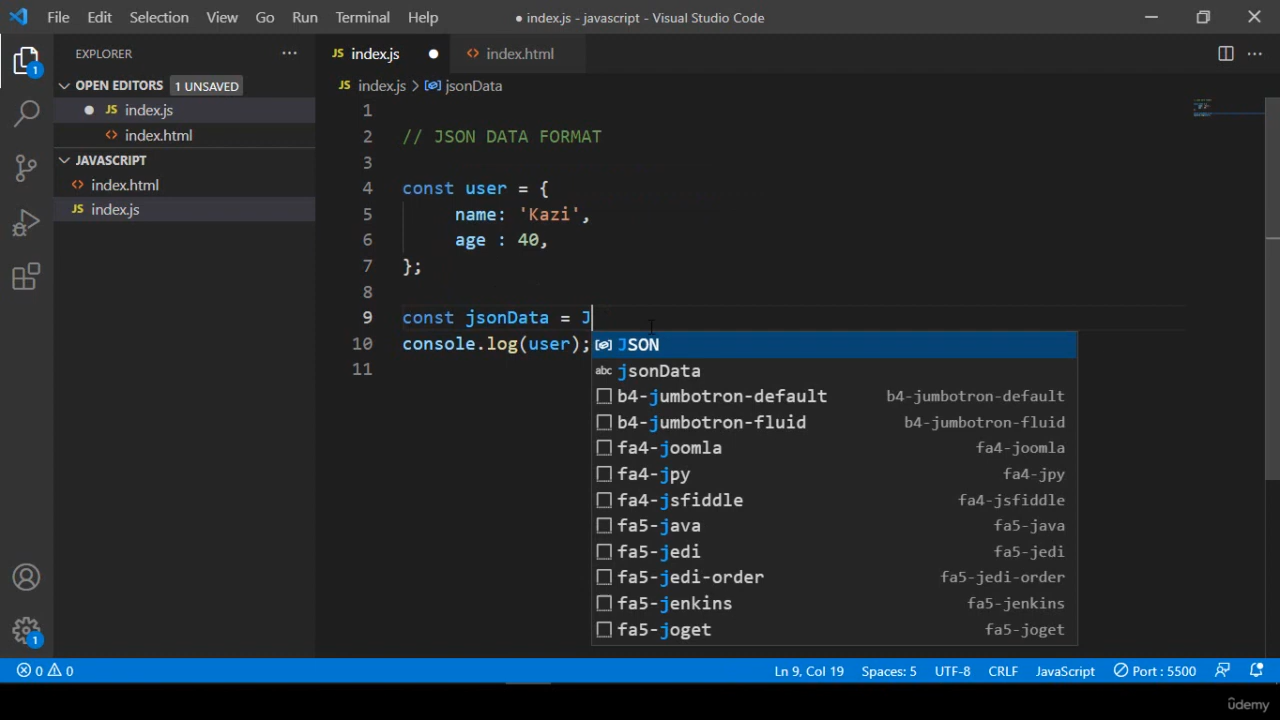 File Edit Selection View Go Run Terminal Help
● index.js - javascript - Visual Studio Code
EXPLORER
JS index.js ●
<> index.html
1
OPEN EDITORS 1 UNSAVED
● JS index.js
<> index.html
JAVASCRIPT
<> index.html
JS index.js
JS index.js > jsonData
1
2 // JSON DATA FORMAT
3
4 const user = {
5 name: 'Kazi',
6 age : 40,
7 };
8
9 const jsonData = J
10 console.log(user);
11
JSON
abc jsonData
b4-jumbotron-default b4-jumbotron-default
b4-jumbotron-fluid b4-jumbotron-fluid
fa4-joomla fa4-joomla
fa4-jpy fa4-jpy
fa4-jsfiddle fa4-jsfiddle
fa5-java fa5-java
fa5-jedi fa5-jedi
fa5-jedi-order fa5-jedi-order
fa5-jenkins fa5-jenkins
fa5-joget fa5-joget
1
0 0 Ln 9, Col 19 Spaces: 5 UTF-8 CRLF JavaScript Port : 5500
ûdemy